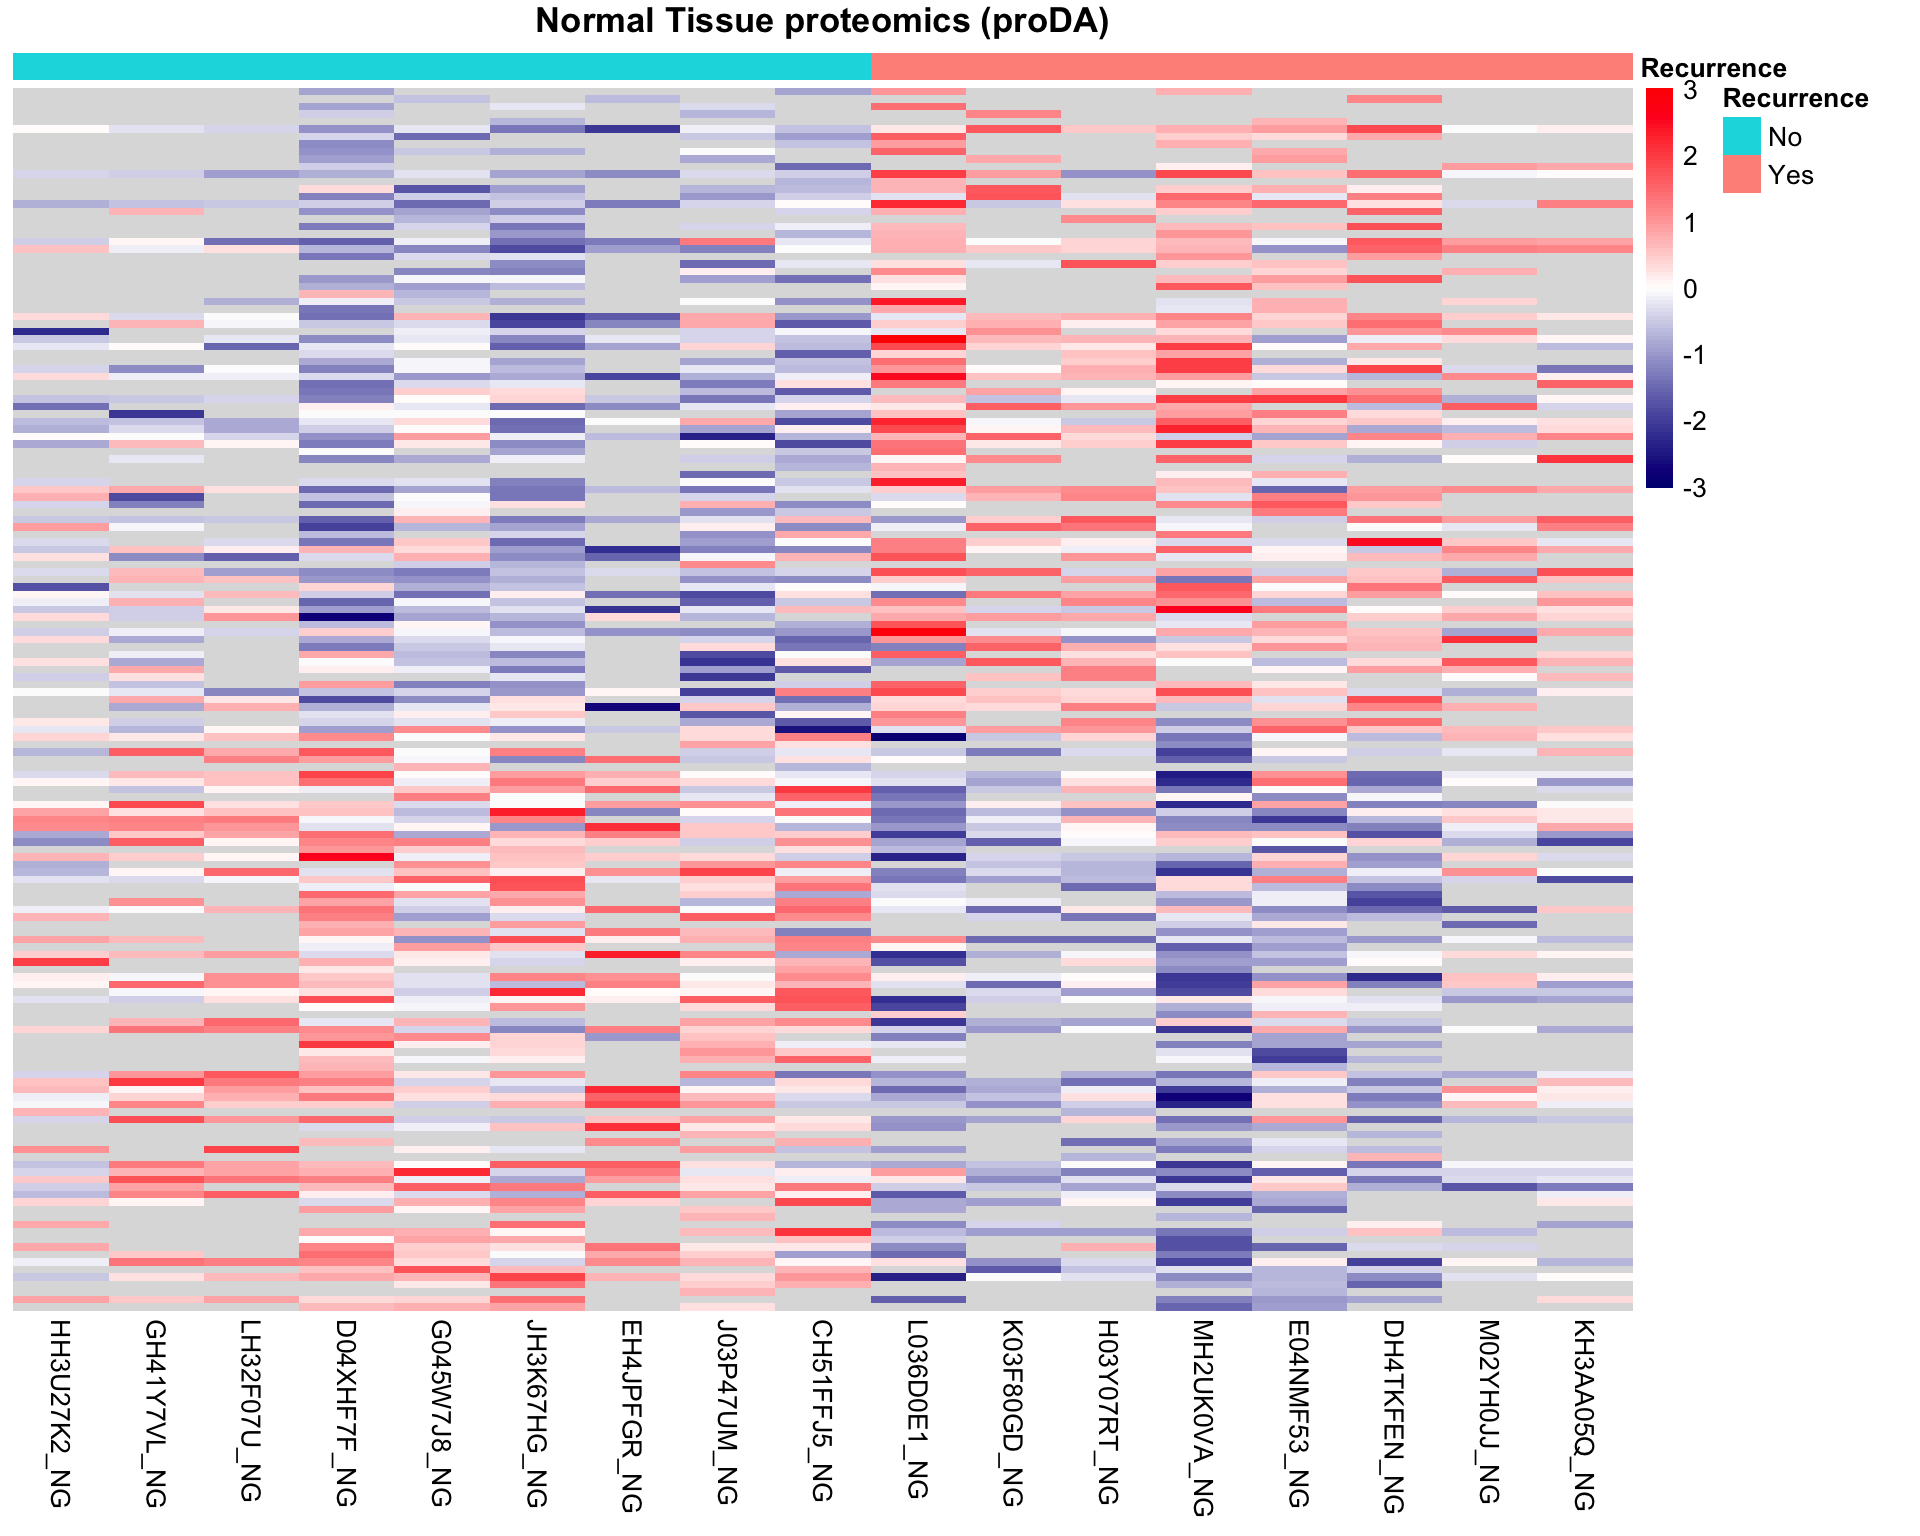 Normal Tissue proteomics (proDA)
Recurrence
3
2
1
0
-1
-2
-3
Recurrence
No
Yes
HH3U27K2_NG
GH41Y7VL_NG
LH32F07U_NG
D04XHF7F_NG
G045W7J8_NG
JH3K67HG_NG
EH4JPFGR_NG
J03P47UM_NG
CH51FFJ5_NG
L036D0E1_NG
K03F80GD_NG
H03Y07RT_NG
MH2UK0VA_NG
E04NMF53_NG
DH4TKFEN_NG
M02YH0JJ_NG
KH3AA05Q_NG